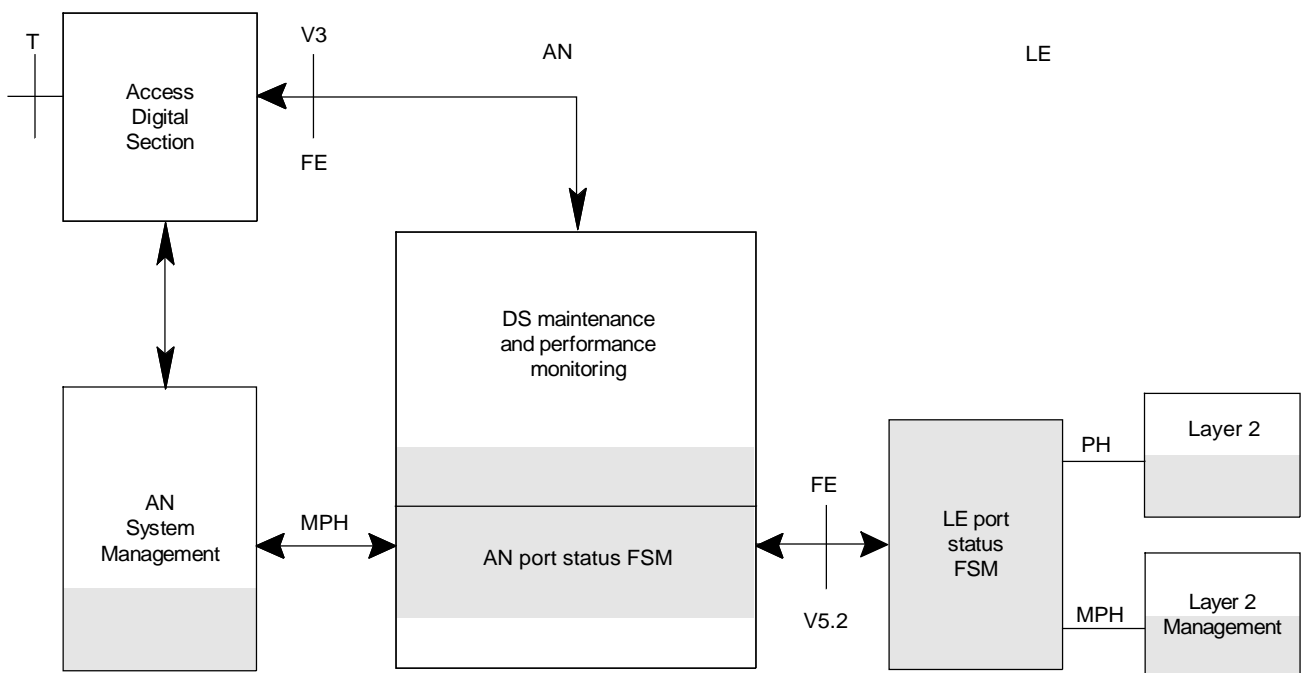 T
V3
AN
LE
Access
Digital
Section
FE
DS maintenance
and performance
monitoring
Layer 2
PH
FE
AN
System
Management
MPH
LE port
status
FSM
AN port status FSM
V5.2
MPH
Layer 2
Management